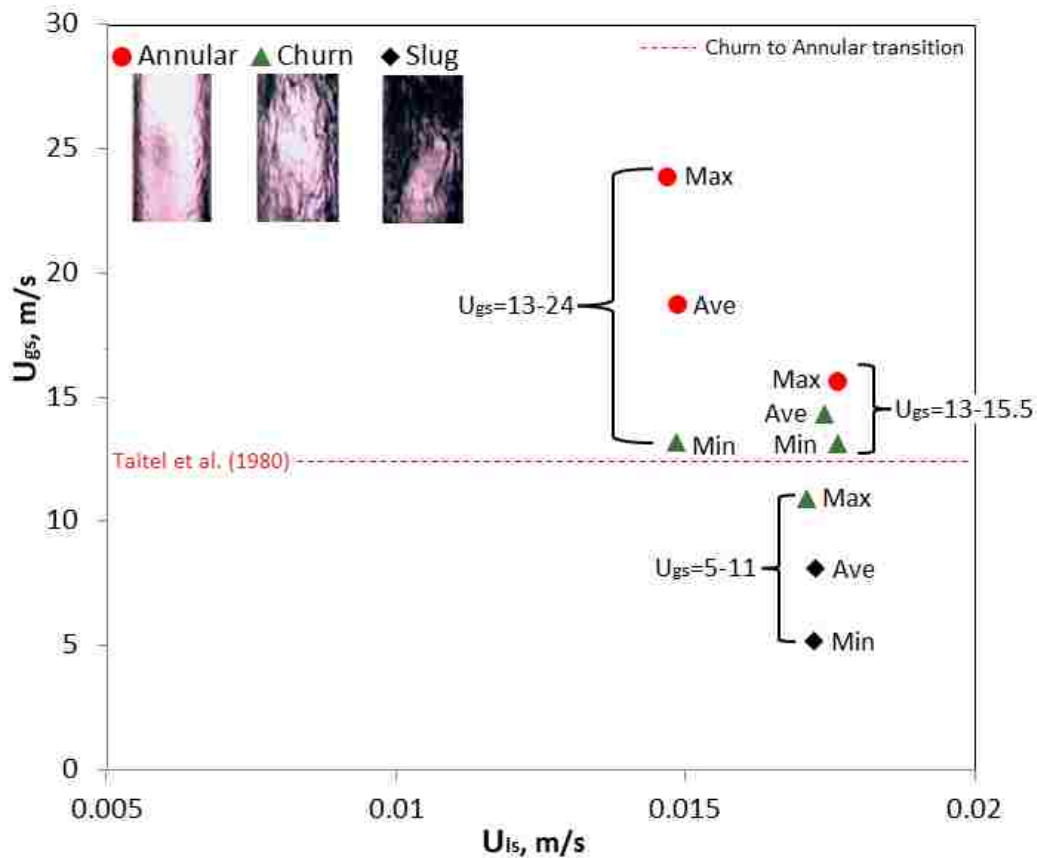 30
Annular Churn Slug
Churn to Annular transition
25
Max
20
Ugs=13-24
Ave
Ugs, m/s
15
Max
Ave
Ugs=13-15.5
Min
Min
Taitel et al. (1980)
10
Max
Ugs=5-11
Ave
5
Min
0
0.005 0.01 0.015 0.02
Uls, m/s